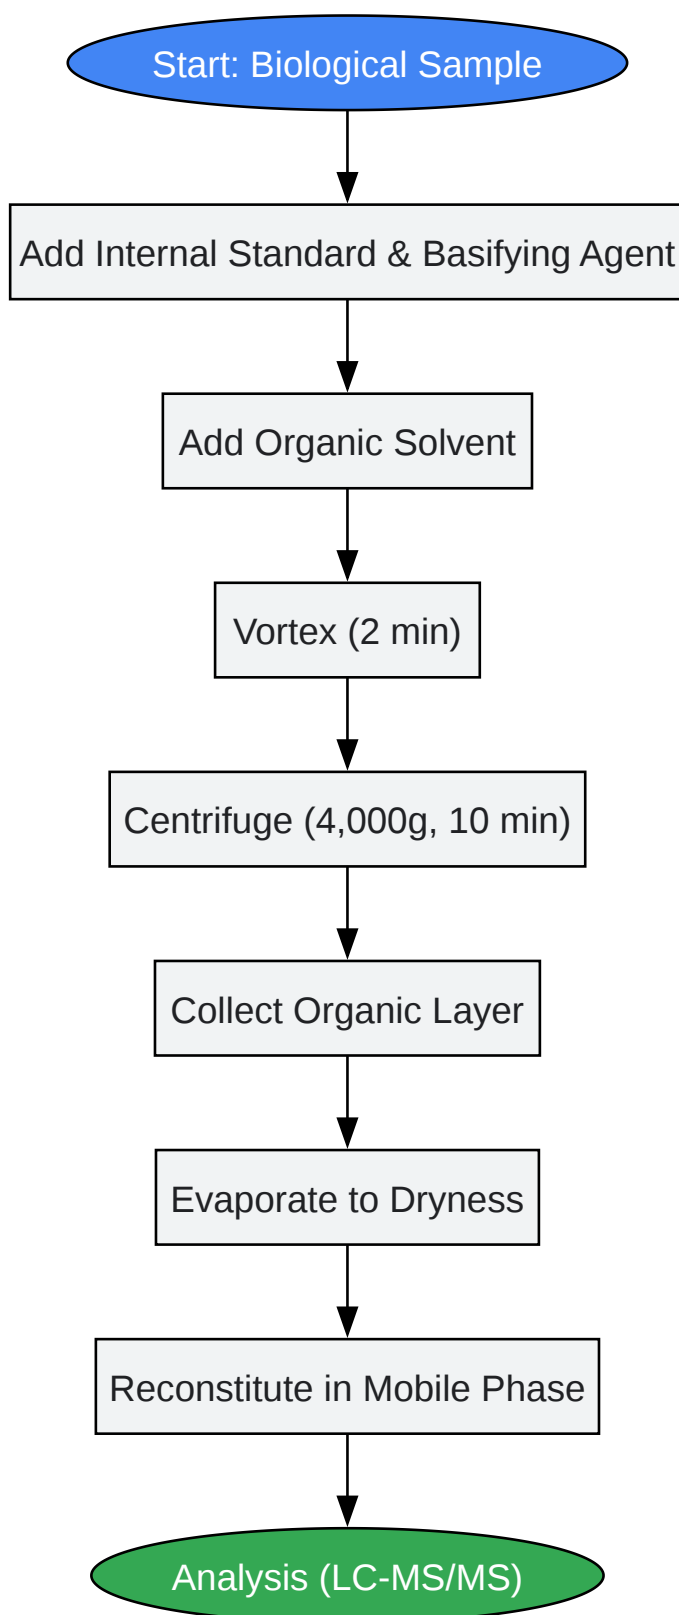 Start: Biological Sample
Add Internal Standard & Basifying Agent
Add Organic Solvent
Vortex (2 min)
Centrifuge (4,000g, 10 min)
Collect Organic Layer
Evaporate to Dryness
Reconstitute in Mobile Phase
Analysis (LC-MS/MS)